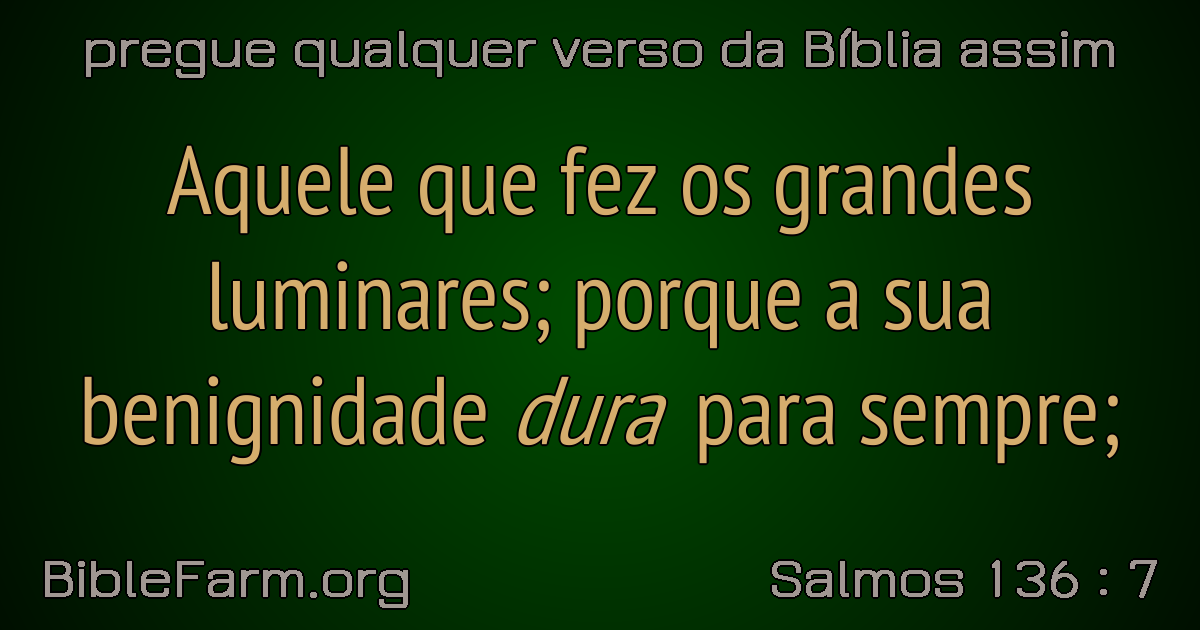 pregue qualquer verso da Bíblia assim
Aquele que fez os grandes
luminares; porque a sua
benignidade dura para sempre;
BibleFarm.org
Salmos 136 : 7